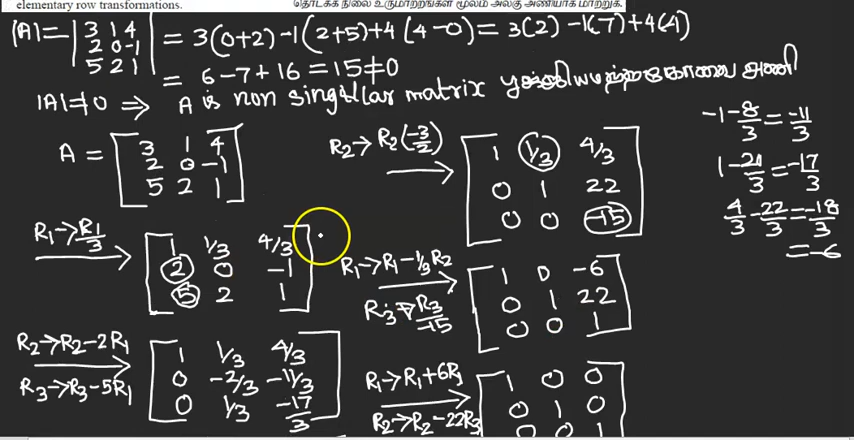 elementary row transformations.
தொடக்க நிலை உருமாற்றங்கள் மூலம் அலகு அணியாக மாற்றுக.
|A| = | 3 1 4 | = 3(0+2) -1(2+5) +4(4-0) = 3(2) -1(-7) +4(4)
| 2 0 -1 |
| 5 2 1 | = 6 - 7 + 16 = 15 ≠ 0
|A| ≠ 0 ⇒ A is non singular matrix அணி
A = [ 3 1 4
2 0 -1
5 2 1 ]
R1→R1/3 [ 1 1/3 4/3
2 0 -1
5 2 1 ]
R2→R2-2R1
R3→R3-5R1 [ 1 1/3 4/3
0 -2/3 -11/3
0 1/3 -17/3 ]
R2→R2(-3/2) [ 1 1/3 4/3
0 1 22
0 0 -15 ]
R1→R1-1/3R2
R3→R3/-15 [ 1 0 -6
0 1 22
0 0 1 ]
R1→R1+6R3
R2→R2-22R3 [ 1 0 0
0 1 0
0 0 1 ]
-1-8/3 = -11/3
1-20/3 = -17/3
4/3-22/3 = -18/3
= -6